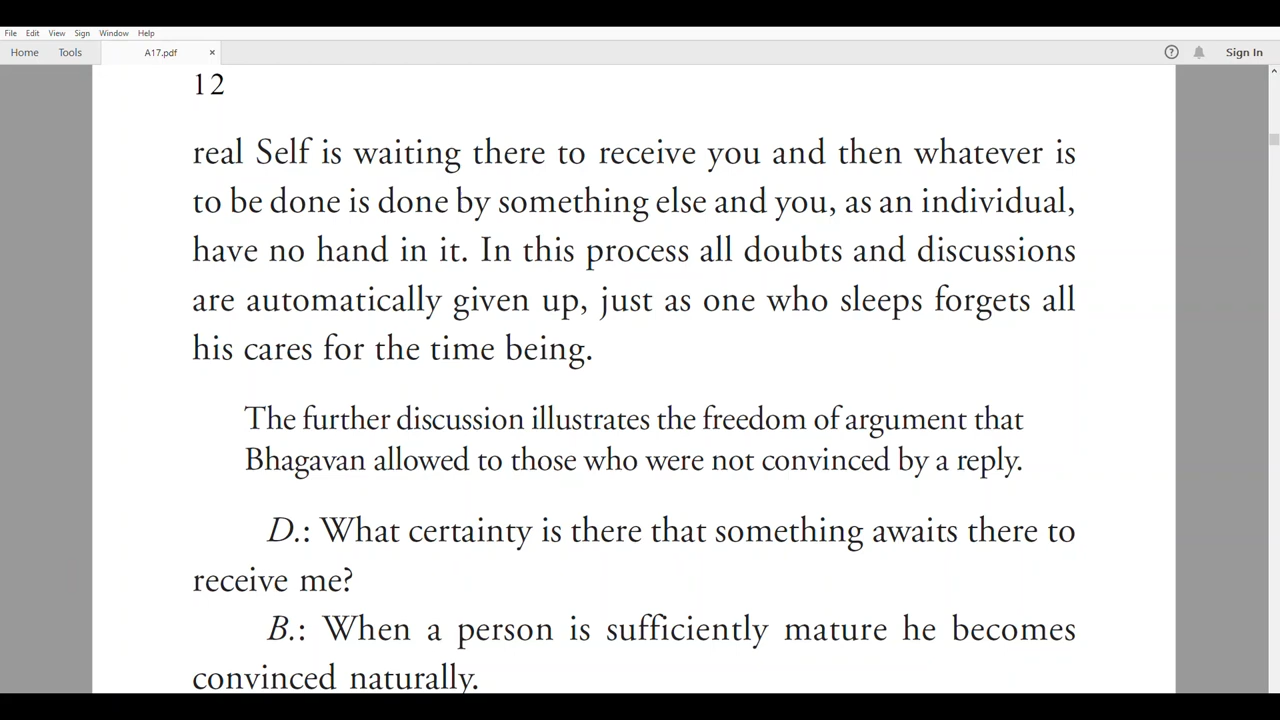 File Edit View Sign Window Help
Home Tools A17.pdf × ? Sign In
12
real Self is waiting there to receive you and then whatever is
to be done is done by something else and you, as an individual,
have no hand in it. In this process all doubts and discussions
are automatically given up, just as one who sleeps forgets all
his cares for the time being.
The further discussion illustrates the freedom of argument that
Bhagavan allowed to those who were not convinced by a reply.
D.: What certainty is there that something awaits there to
receive me?
B.: When a person is sufficiently mature he becomes
convinced naturally.